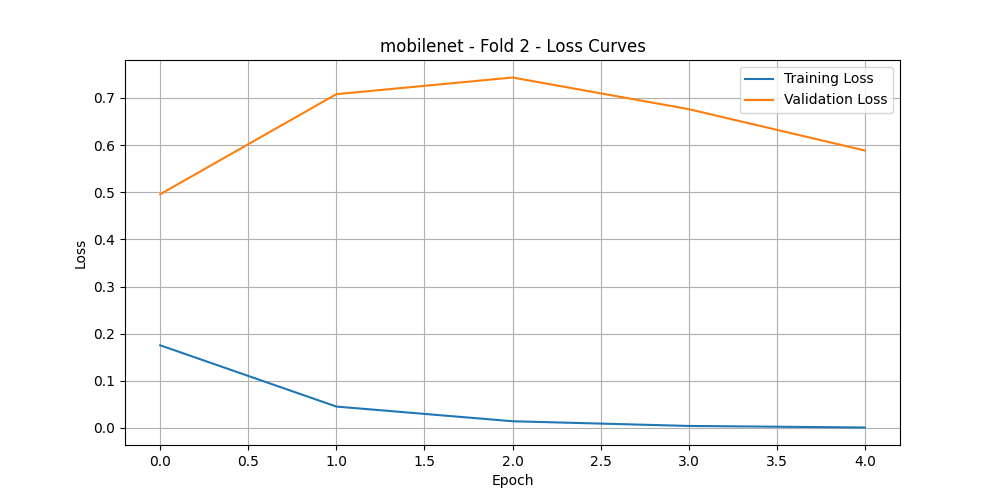 mobilenet - Fold 2 - Loss Curves
Training Loss
Validation Loss
Loss
0.7
0.6
0.5
0.4
0.3
0.2
0.1
0.0
0.0 0.5 1.0 1.5 2.0 2.5 3.0 3.5 4.0
Epoch